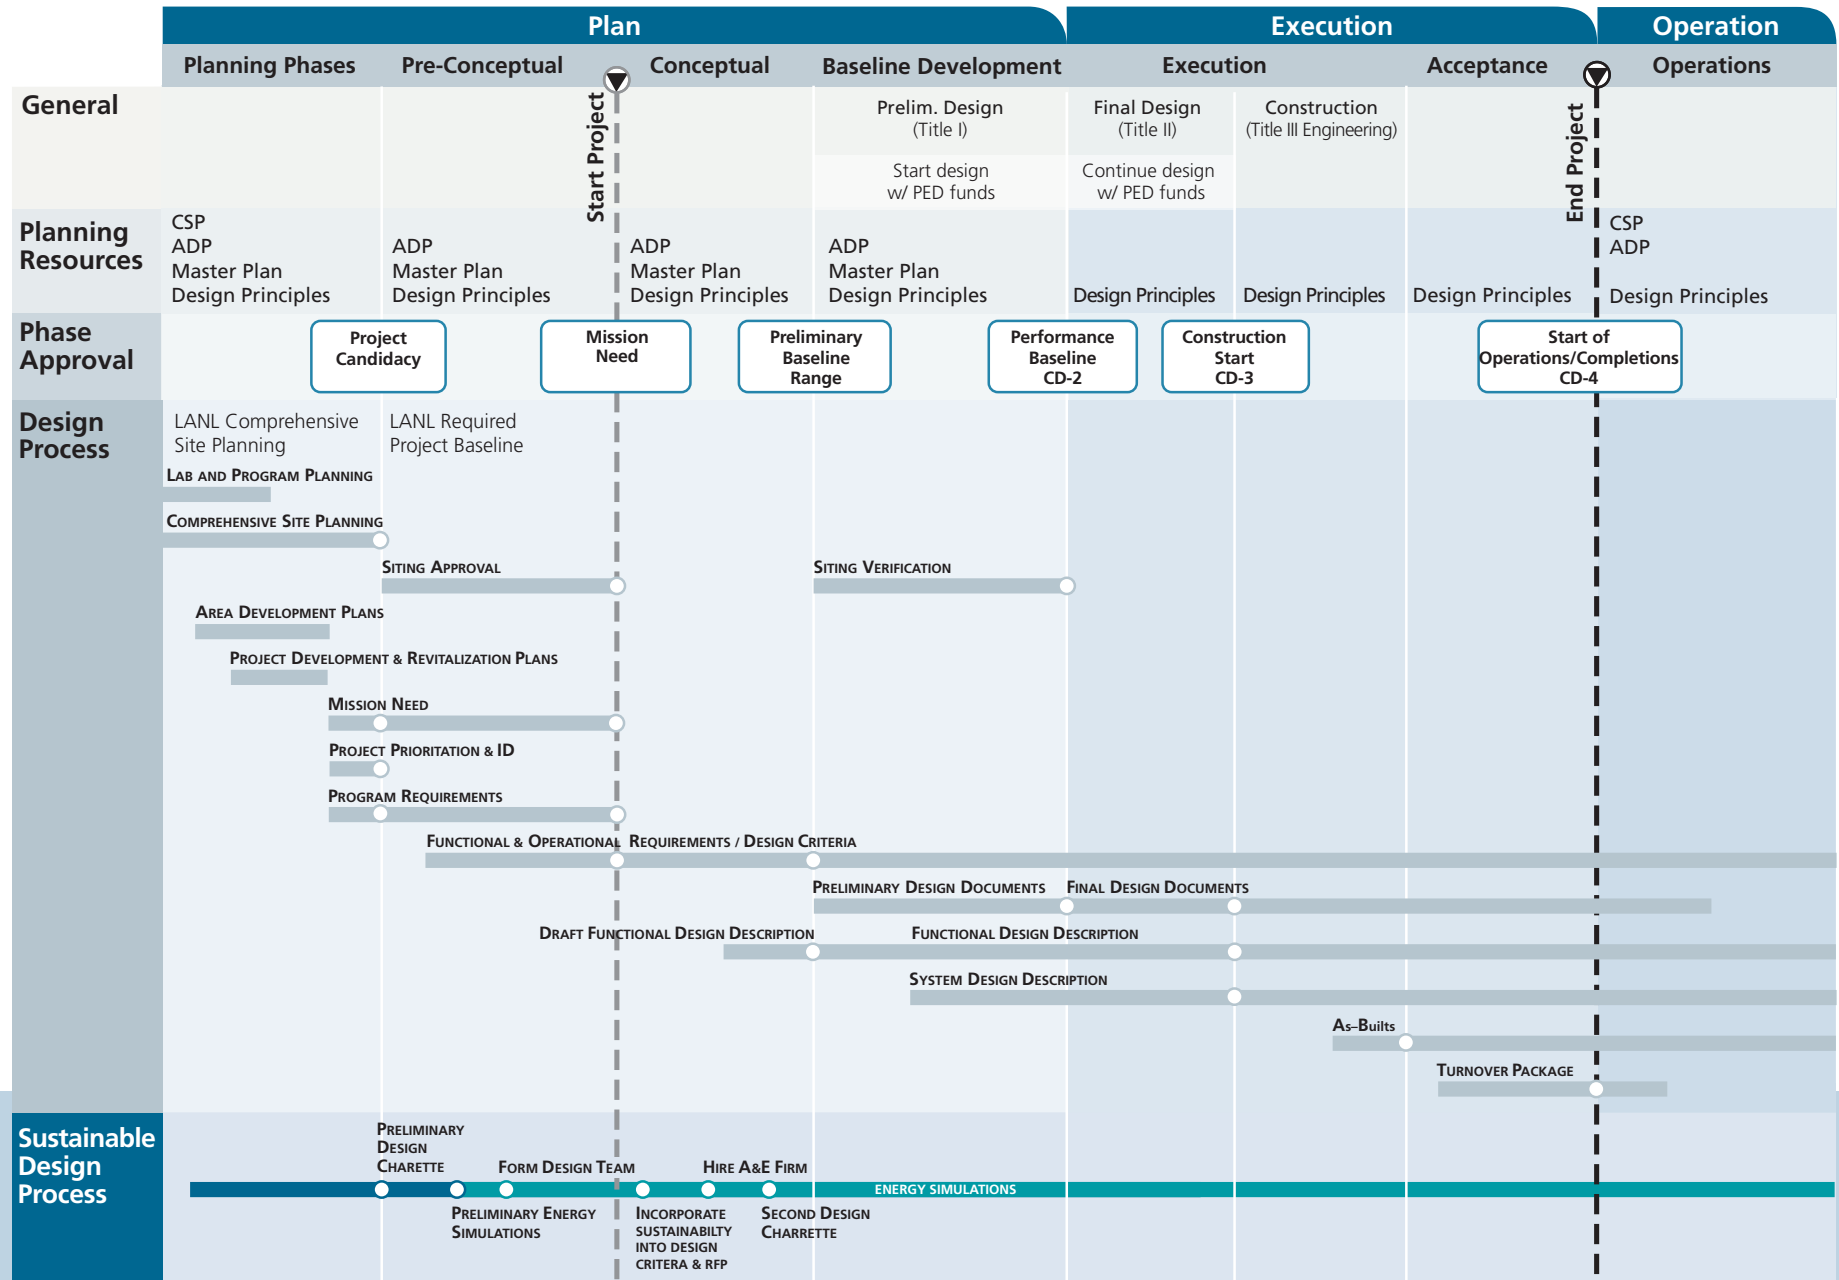 Plan
Execution
Operation
Planning Phases
Pre-Conceptual
Conceptual
Baseline Development
Execution
Acceptance
Operations
General
Start Project
Prelim. Design
(Title I)
Start design
w/ PED funds
Final Design
(Title II)
Continue design
w/ PED funds
Construction
(Title III Engineering)
End Project
Planning
Resources
CSP
ADP
Master Plan
Design Principles
ADP
Master Plan
Design Principles
ADP
Master Plan
Design Principles
ADP
Master Plan
Design Principles
Design Principles
Design Principles
Design Principles
CSP
ADP
Design Principles
Phase
Approval
Project
Candidacy
Mission
Need
Preliminary
Baseline
Range
Performance
Baseline
CD-2
Construction
Start
CD-3
Start of
Operations/Completions
CD-4
Design
Process
LANL Comprehensive
Site Planning
LANL Required
Project Baseline
LAB AND PROGRAM PLANNING
COMPREHENSIVE SITE PLANNING
SITING APPROVAL
SITING VERIFICATION
AREA DEVELOPMENT PLANS
PROJECT DEVELOPMENT & REVITALIZATION PLANS
MISSION NEED
PROJECT PRIORITATION & ID
PROGRAM REQUIREMENTS
FUNCTIONAL & OPERATIONAL REQUIREMENTS / DESIGN CRITERIA
PRELIMINARY DESIGN DOCUMENTS
FINAL DESIGN DOCUMENTS
DRAFT FUNCTIONAL DESIGN DESCRIPTION
FUNCTIONAL DESIGN DESCRIPTION
SYSTEM DESIGN DESCRIPTION
As–Builts
TURNOVER PACKAGE
Sustainable
Design
Process
PRELIMINARY
DESIGN
CHARETTE
FORM DESIGN TEAM
HIRE A&E FIRM
ENERGY SIMULATIONS
PRELIMINARY ENERGY
SIMULATIONS
INCORPORATE
SUSTAINABILTY
INTO DESIGN
CRITERA & RFP
SECOND DESIGN
CHARRETTE